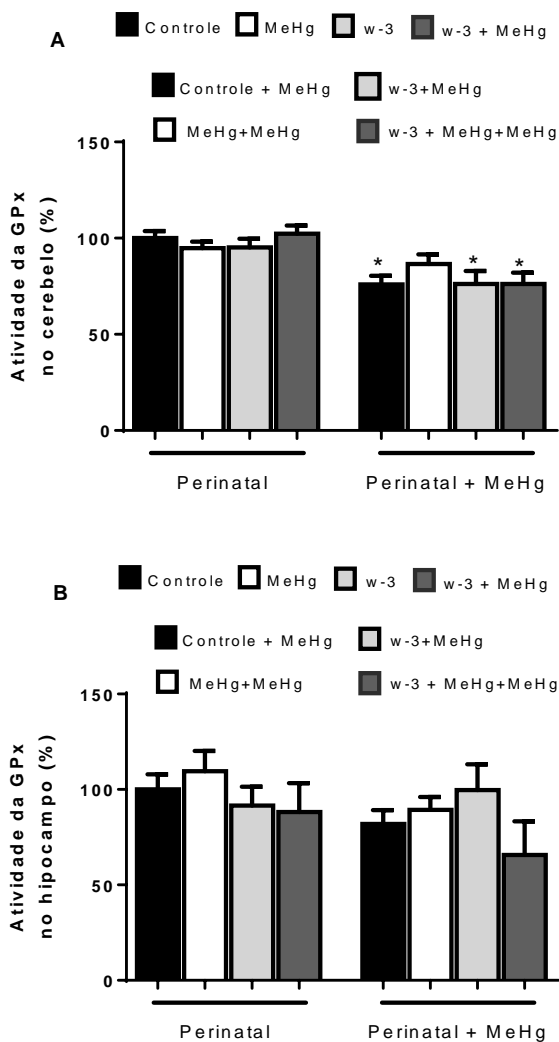 A
Controle MeHg w-3 w-3 + MeHg
Controle + MeHg w-3+MeHg
MeHg+MeHg w-3 + MeHg+MeHg
150
100
50
0
Atividade da GPx
no cerebelo (%)
* * *
Perinatal Perinatal + MeHg
B
Controle MeHg w-3 w-3 + MeHg
Controle + MeHg w-3+MeHg
MeHg+MeHg w-3 + MeHg+MeHg
150
100
50
0
Atividade da GPx
no hipocampo (%)
Perinatal Perinatal + MeHg